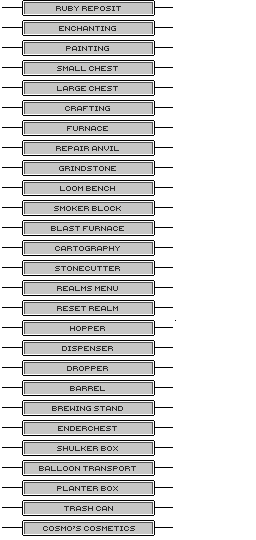 RUBY REPOSIT
ENCHANTING
PAINTING
SMALL CHEST
LARGE CHEST
CRAFTING
FURNACE
REPAIR ANVIL
GRINDSTONE
LOOM BENCH
SMOKER BLOCK
BLAST FURNACE
CARTOGRAPHY
STONECUTTER
REALMS MENU
RESET REALM
HOPPER
DISPENSER
DROPPER
BARREL
BREWING STAND
ENDERCHEST
SHULKER BOX
BALLOON TRANSPORT
PLANTER BOX
TRASH CAN
COSMO'S COSMETICS